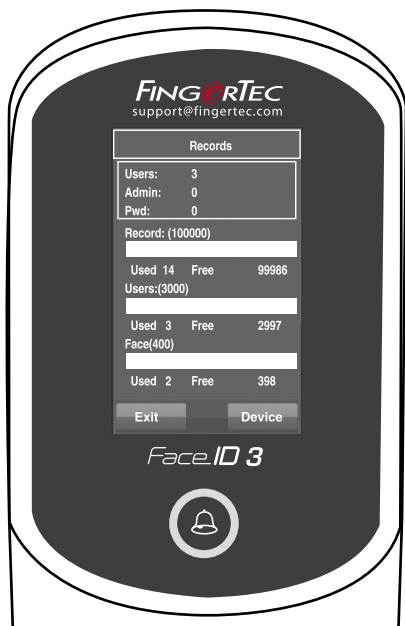 FINGERTEC
support@fingertec.com
Records
Users: 3
Admin: 0
Pwd: 0
Record: (100000)
Used 14 Free 99986
Users:(3000)
Used 3 Free 2997
Face(400)
Used 2 Free 398
Exit Device
Face ID 3